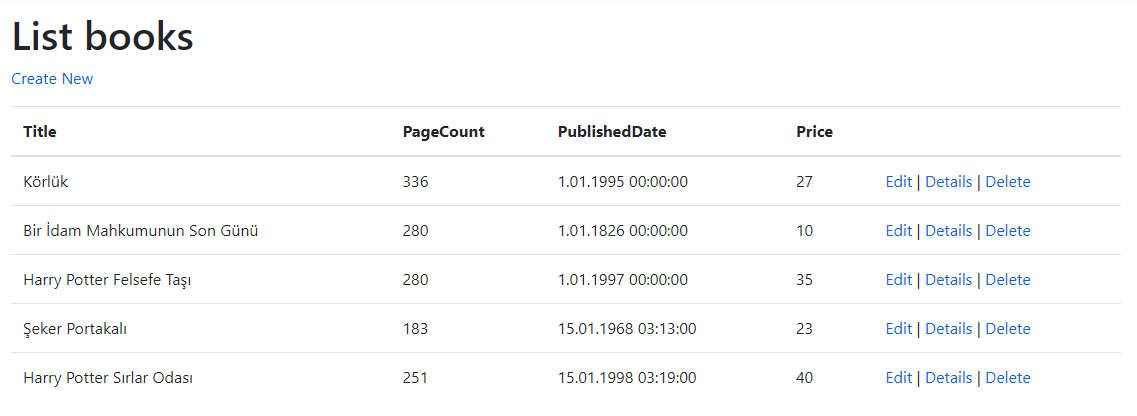 List books
Create New
Title PageCount PublishedDate Price
Körlük 336 1.01.1995 00:00:00 27 Edit | Details | Delete
Bir İdam Mahkumunun Son Günü 280 1.01.1826 00:00:00 10 Edit | Details | Delete
Harry Potter Felsefe Taşı 280 1.01.1997 00:00:00 35 Edit | Details | Delete
Şeker Portakalı 183 15.01.1968 03:13:00 23 Edit | Details | Delete
Harry Potter Sırlar Odası 251 15.01.1998 03:19:00 40 Edit | Details | Delete